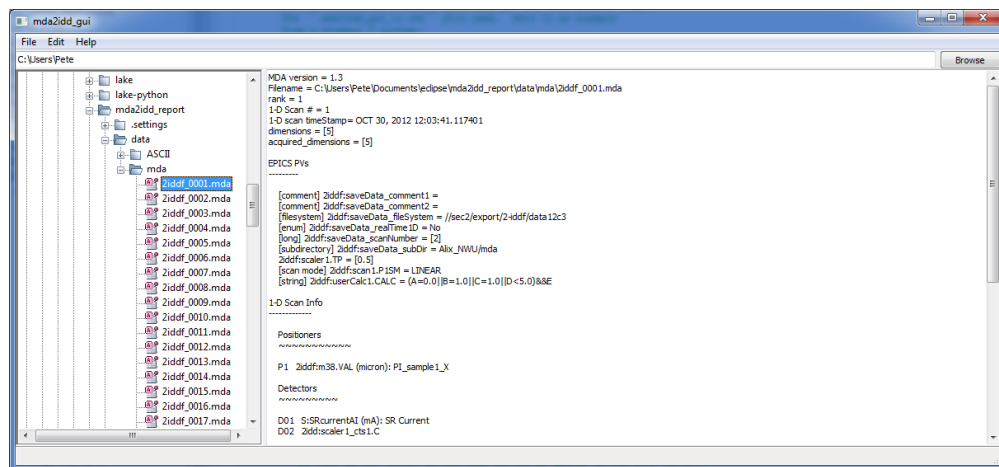 mda2idd_gui
File Edit Help
C:\Users\Pete
Browse
lake
lake-python
mda2idd_report
.settings
data
ASCII
mda
2iddf_0001.mda
2iddf_0002.mda
2iddf_0003.mda
2iddf_0004.mda
2iddf_0005.mda
2iddf_0006.mda
2iddf_0007.mda
2iddf_0008.mda
2iddf_0009.mda
2iddf_0010.mda
2iddf_0011.mda
2iddf_0012.mda
2iddf_0013.mda
2iddf_0014.mda
2iddf_0015.mda
2iddf_0016.mda
2iddf_0017.mda
MDA version = 1.3
Filename = C:\Users\Pete\Documents\eclipse\mda2idd_report\data\mda\2iddf_0001.mda
rank = 1
1-D Scan # = 1
1-D scan timeStamp= OCT 30, 2012 12:03:41.117401
dimensions = [5]
acquired_dimensions = [5]
EPICS PVs
---------
[comment] 2iddf:saveData_comment1 =
[comment] 2iddf:saveData_comment2 =
[filesystem] 2iddf:saveData_fileSystem = //sec2/export/2-iddf/data12c3
[enum] 2iddf:saveData_realTime1D = No
[long] 2iddf:saveData_scanNumber = [2]
[subdirectory] 2iddf:saveData_subDir = Alix_NWU/mda
2iddf:scaler1.TP = [0.5]
[scan mode] 2iddf:scan1.P1SM = LINEAR
[string] 2iddf:userCalc1.CALC = (A=0.0||B=1.0||C=1.0||D<5.0)&&E
1-D Scan Info
-------------
Positioners
~~~~~~~~~~~
P1 2iddf:m38.VAL (micron): PI_sample1_X
Detectors
~~~~~~~~~
D01 S:SRcurrentAI (mA): SR Current
D02 2idd:scaler1_cts1.C